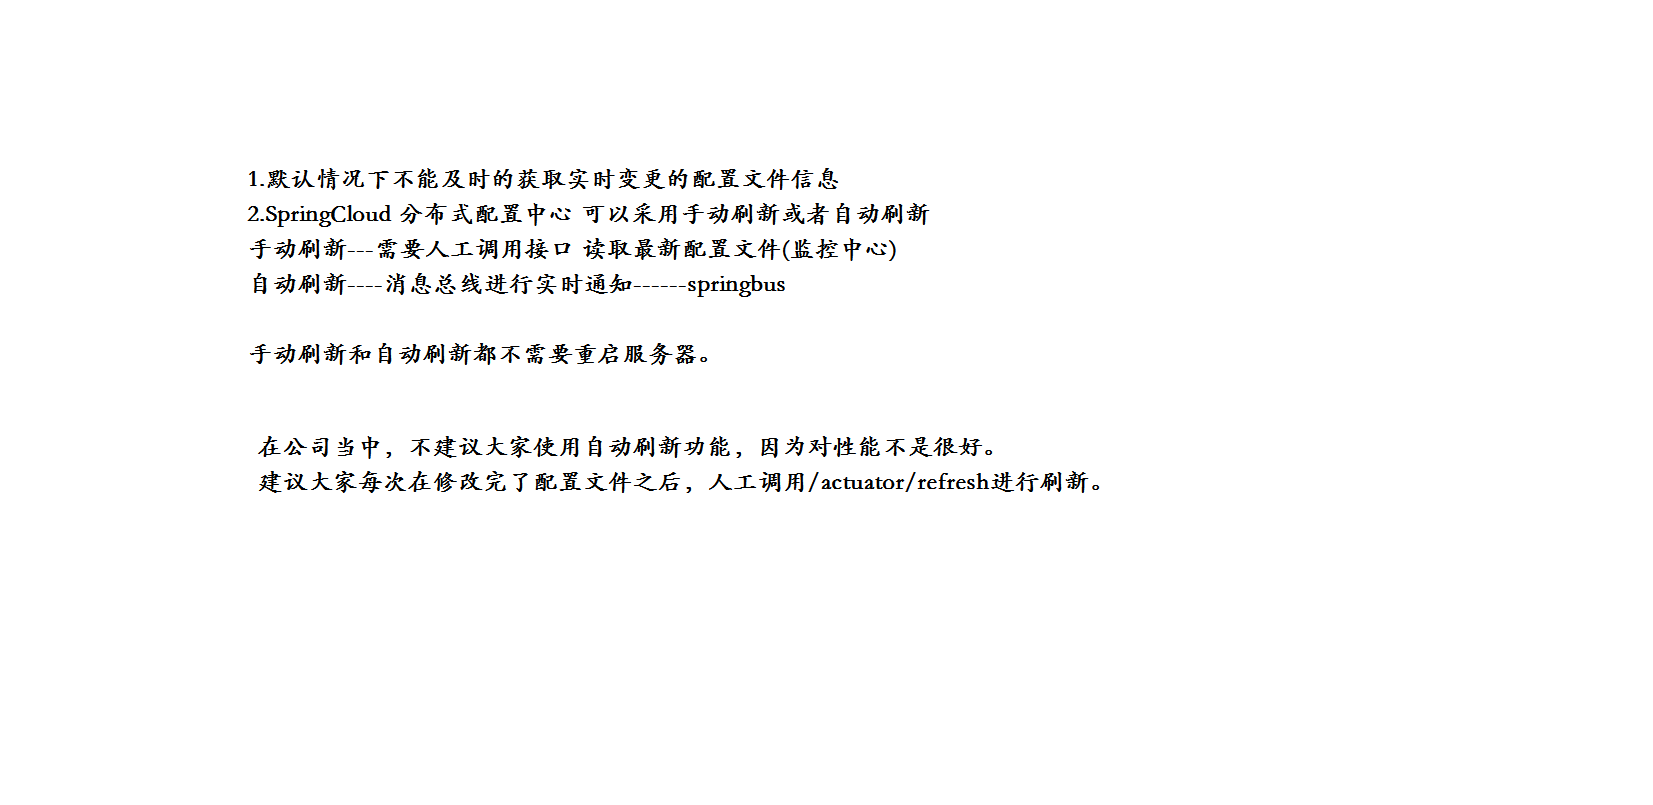 1.默认情况下不能及时的获取实时变更的配置文件信息
2.SpringCloud 分布式配置中心 可以采用手动刷新或者自动刷新
手动刷新---需要人工调用接口 读取最新配置文件(监控中心)
自动刷新----消息总线进行实时通知------springbus
手动刷新和自动刷新都不需要重启服务器。
在公司当中，不建议大家使用自动刷新功能，因为对性能不是很好。
建议大家每次在修改完了配置文件之后，人工调用/actuator/refresh进行刷新。